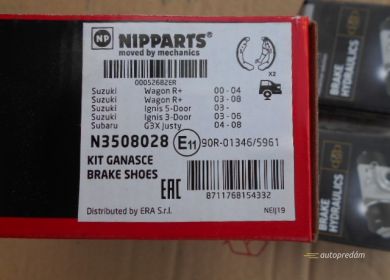 NP NIPPARTS®
moved by mechanics
000526BZER
X2
Suzuki Wagon R+ 00 - 04
Suzuki Wagon R+ 03 - 08
Suzuki Ignis 5-Door 03 -
Suzuki Ignis 3-Door 03 - 06
Subaru G3X Justy 04 - 08
N3508028 E11 90R-01346/5961
KIT GANASCE
BRAKE SHOES
EAC
8711768154332
Distributed by ERA S.r.l.
NEIJ19
BRAKE
HYDRAULICS
BRAKE
HYDRAULICS
autopredám